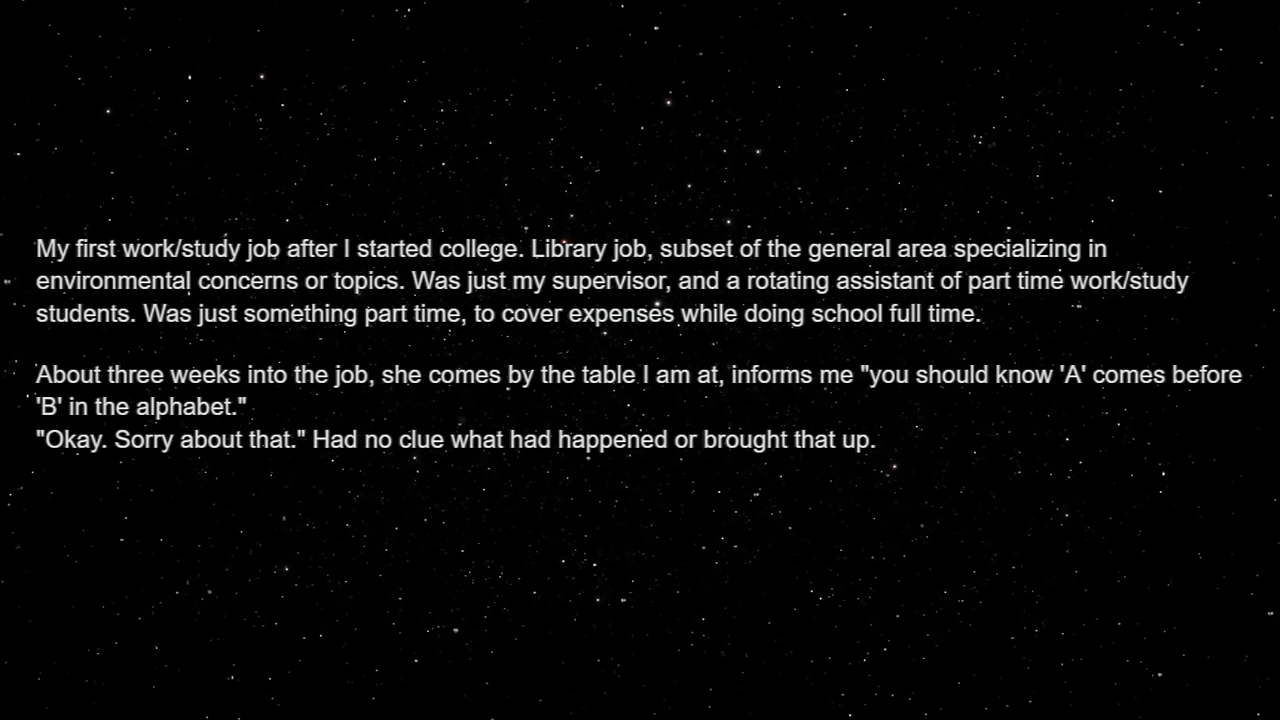 My first work/study job after I started college. Library job, subset of the general area specializing in
environmental concerns or topics. Was just my supervisor, and a rotating assistant of part time work/study
students. Was just something part time, to cover expenses while doing school full time.
About three weeks into the job, she comes by the table I am at, informs me "you should know 'A' comes before
'B' in the alphabet."
"Okay. Sorry about that." Had no clue what had happened or brought that up.